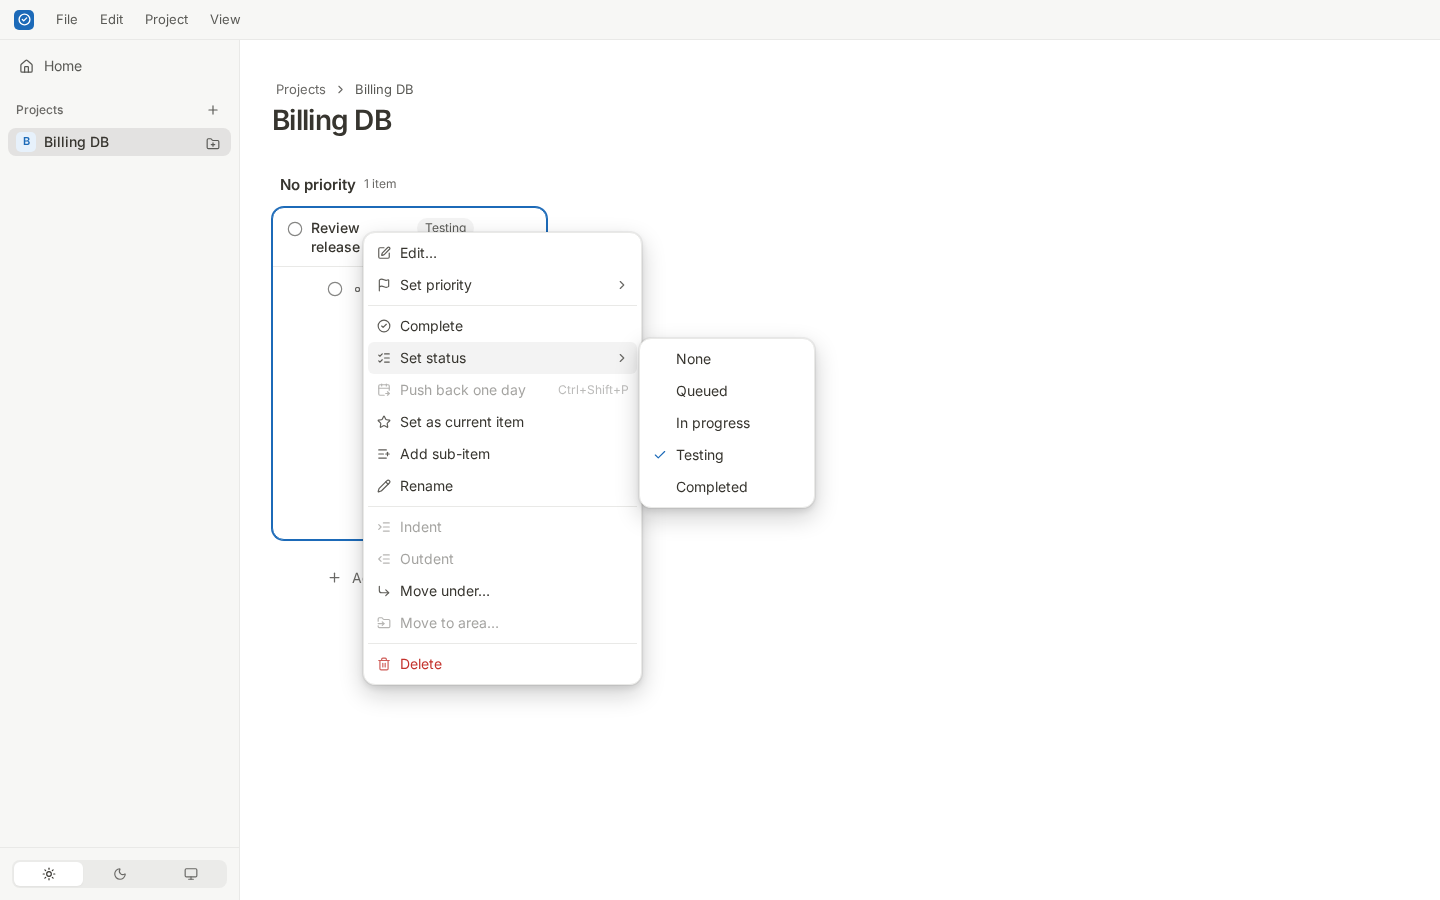 File Edit Project View
Home
Projects
B Billing DB
Projects > Billing DB
Billing DB
No priority 1 item
Review Testing
release
Edit...
Set priority
Complete
Set status
Push back one day Ctrl+Shift+P
Set as current item
Add sub-item
Rename
Indent
Outdent
Move under...
Move to area...
Delete
None
Queued
In progress
Testing
Completed